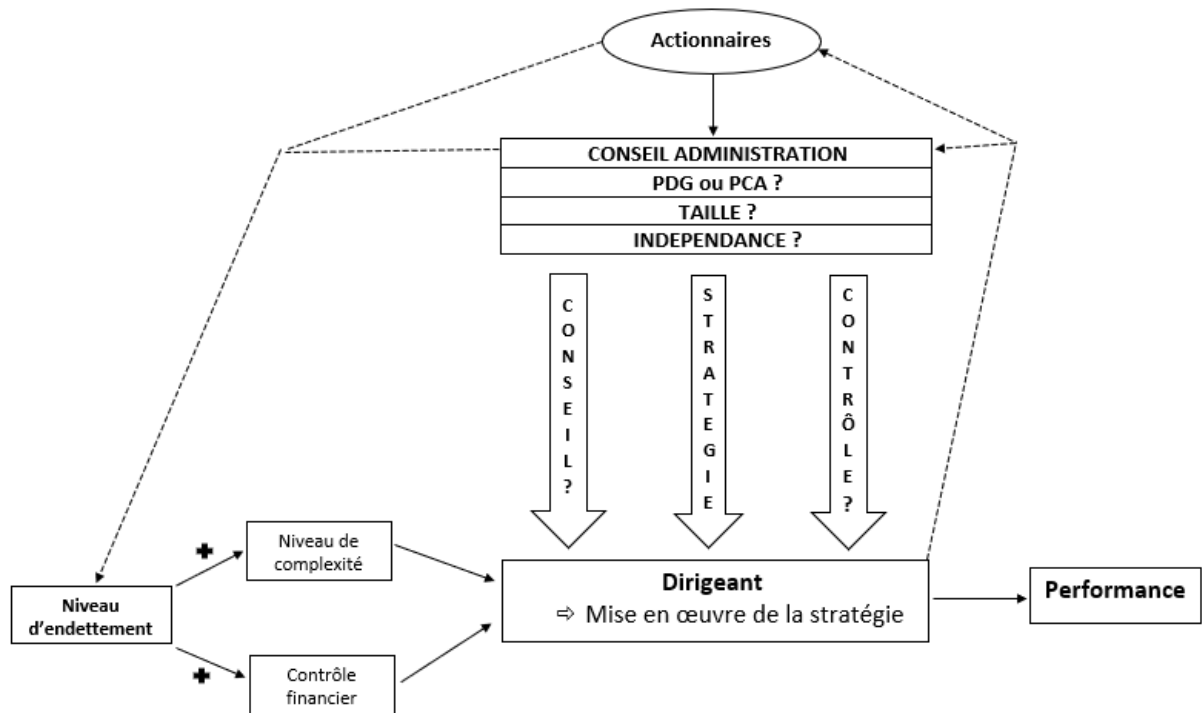 Actionnaires
CONSEIL ADMINISTRATION
PDG ou PCA ?
TAILLE ?
INDEPENDANCE ?
CONSEIL?
STRATEGIE
CONTRÔLE?
Niveau de
complexité
Niveau
d'endettement
Contrôle
financier
Dirigeant
⇨ Mise en œuvre de la stratégie
Performance